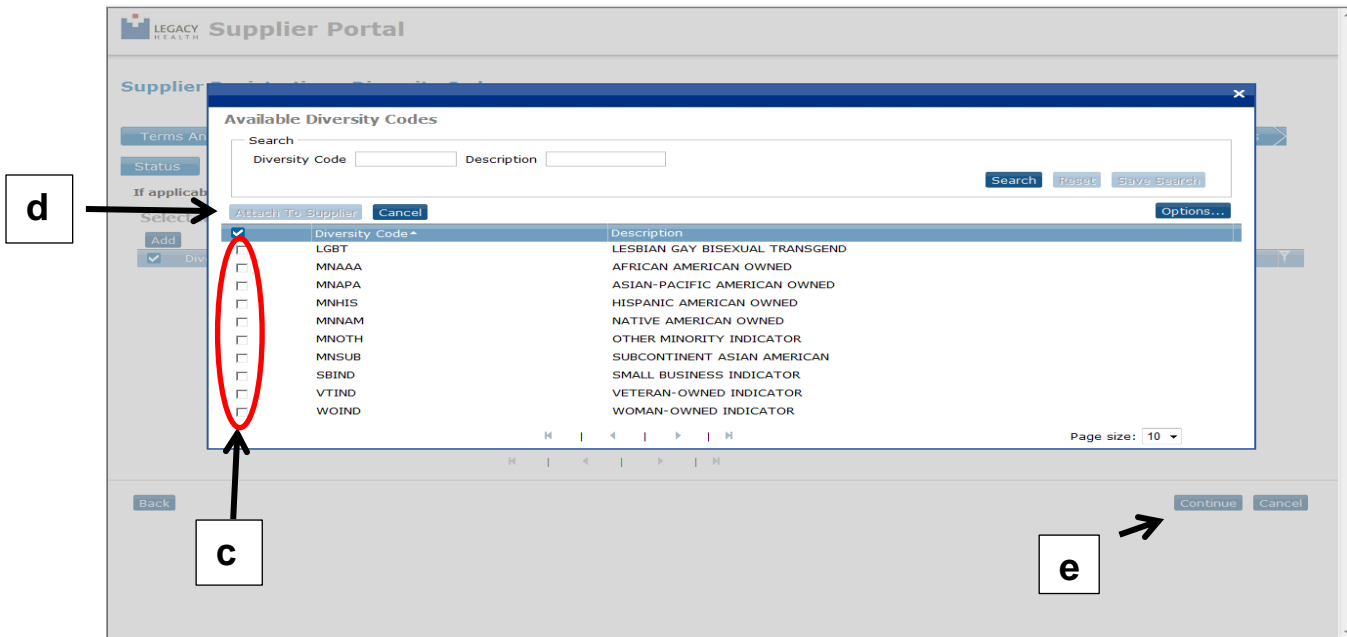 LEGACY HEALTH Supplier Portal
Supplier
×
Available Diversity Codes
Terms An
Search
Diversity Code Description
Status
Search Reset Save Search
If applicab
d
Select
Attach To Supplier Cancel Options...
Add
Diversity Code Description
Div
LGBT LESBIAN GAY BISEXUAL TRANSGEND
MNAAA AFRICAN AMERICAN OWNED
MNAPA ASIAN-PACIFIC AMERICAN OWNED
MNHIS HISPANIC AMERICAN OWNED
MNNAM NATIVE AMERICAN OWNED
MNOTH OTHER MINORITY INDICATOR
MNSUB SUBCONTINENT ASIAN AMERICAN
SBIND SMALL BUSINESS INDICATOR
VTIND VETERAN-OWNED INDICATOR
WOIND WOMAN-OWNED INDICATOR
Page size: 10
Back Continue Cancel
c
e